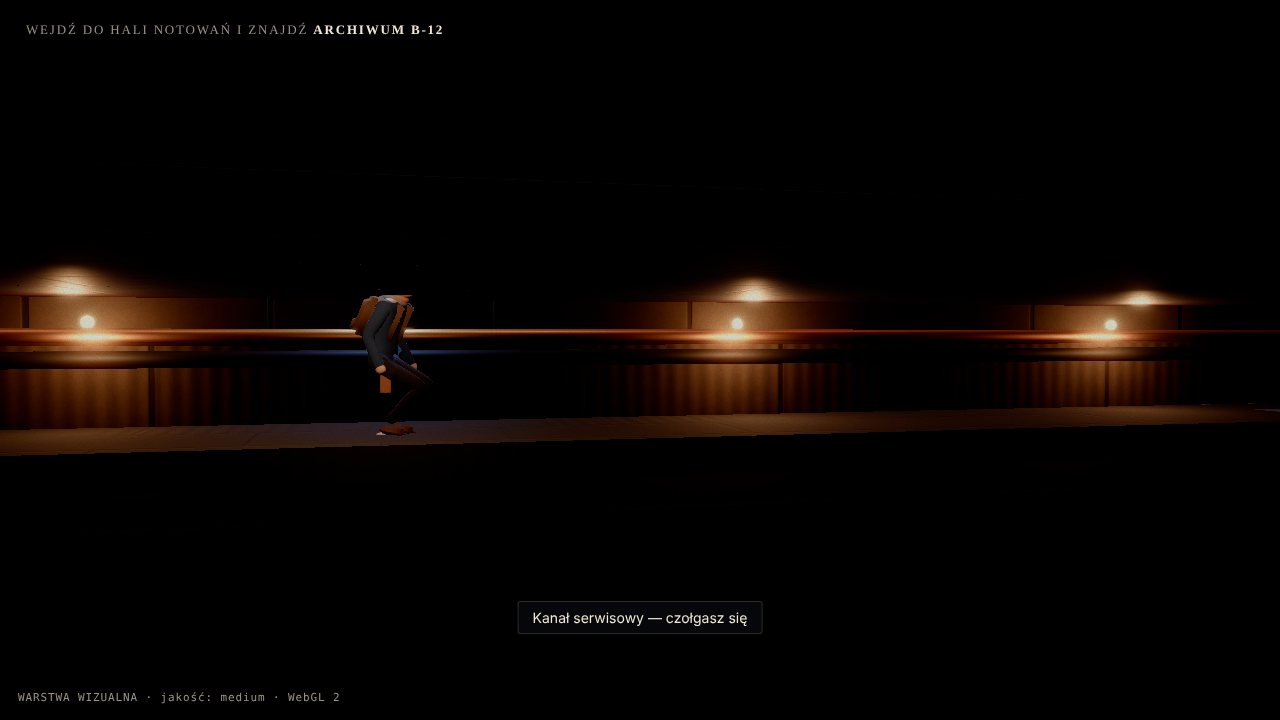 WEJDŹ DO HALI NOTOWAŃ I ZNAJDŹ ARCHIWUM B-12
Kanał serwisowy — czołgasz się
WARSTWA WIZUALNA · jakość: medium · WebGL 2